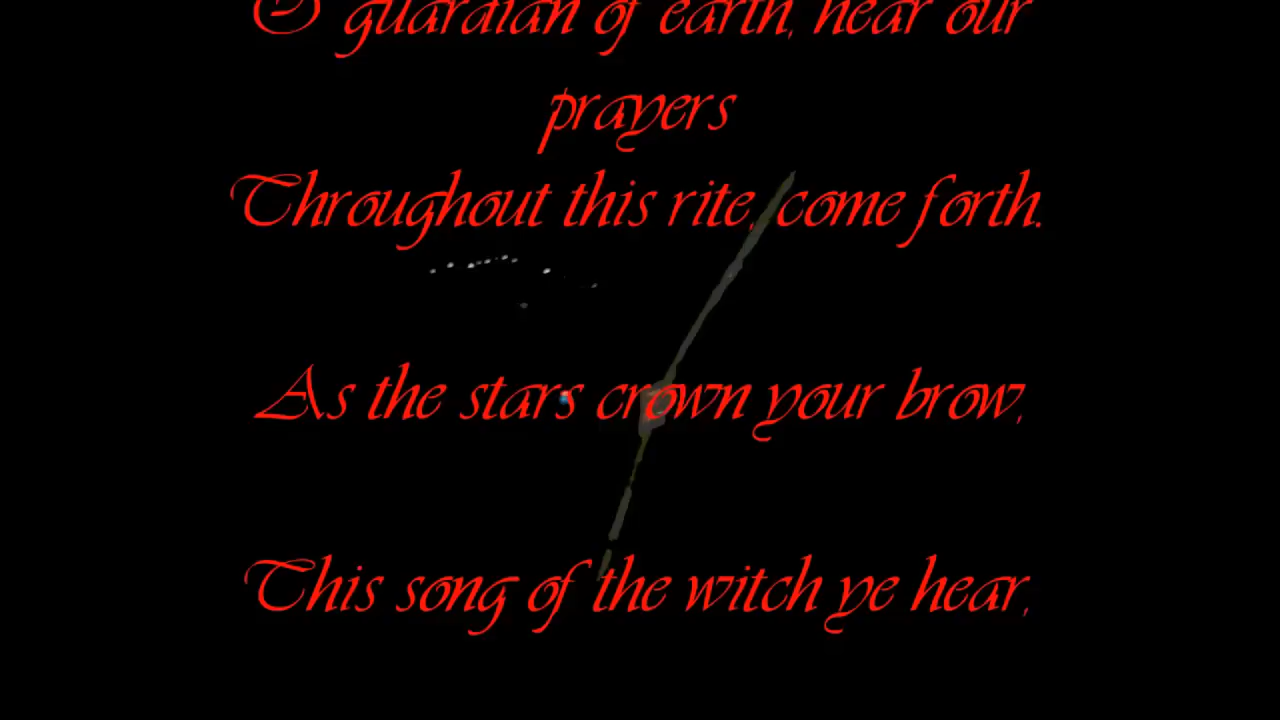 O guardian of earth, hear our
prayers
Throughout this rite, come forth.
As the stars crown your brow,
This song of the witch ye hear,